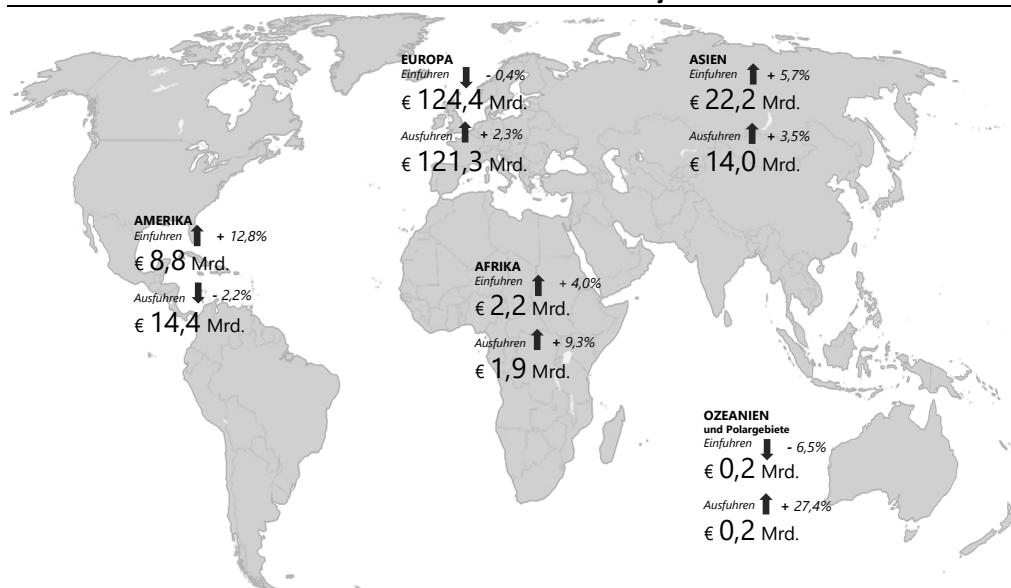 EUROPA
Einfuhren - 0,4%
€ 124,4 Mrd.
Ausfuhren + 2,3%
€ 121,3 Mrd.
ASIEN
Einfuhren + 5,7%
€ 22,2 Mrd.
Ausfuhren + 3,5%
€ 14,0 Mrd.
AMERIKA
Einfuhren + 12,8%
€ 8,8 Mrd.
Ausfuhren - 2,2%
€ 14,4 Mrd.
AFRIKA
Einfuhren + 4,0%
€ 2,2 Mrd.
Ausfuhren + 9,3%
€ 1,9 Mrd.
OZEANIEN
und Polargebiete
Einfuhren - 6,5%
€ 0,2 Mrd.
Ausfuhren + 27,4%
€ 0,2 Mrd.